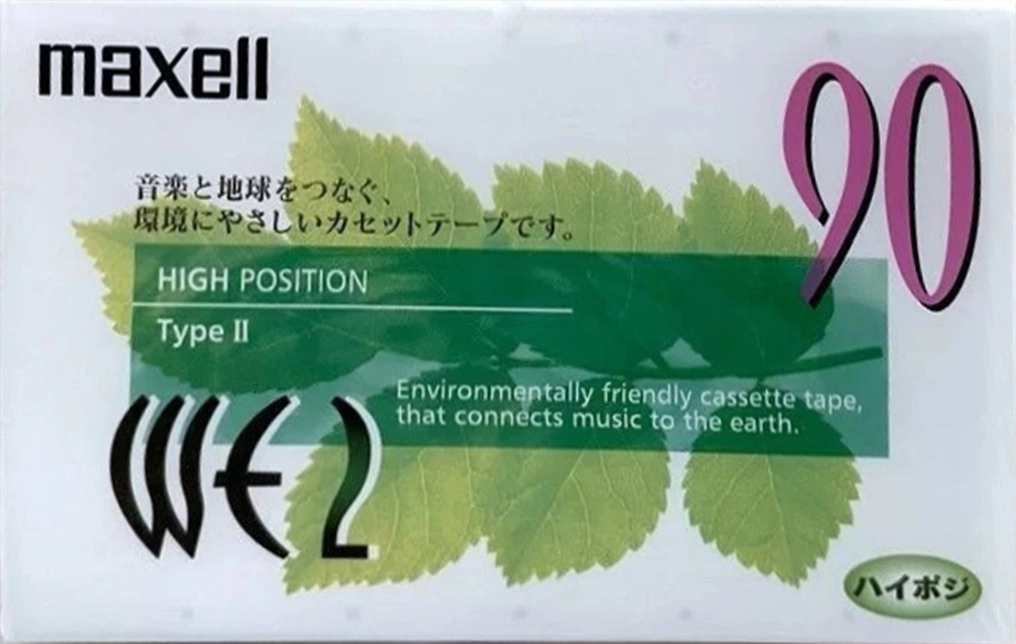 maxell
90
音楽と地球をつなぐ、
環境にやさしいカセットテープです。
HIGH POSITION
Type II
Environmentally friendly cassette tape,
that connects music to the earth.
WE 2
ハイポジ